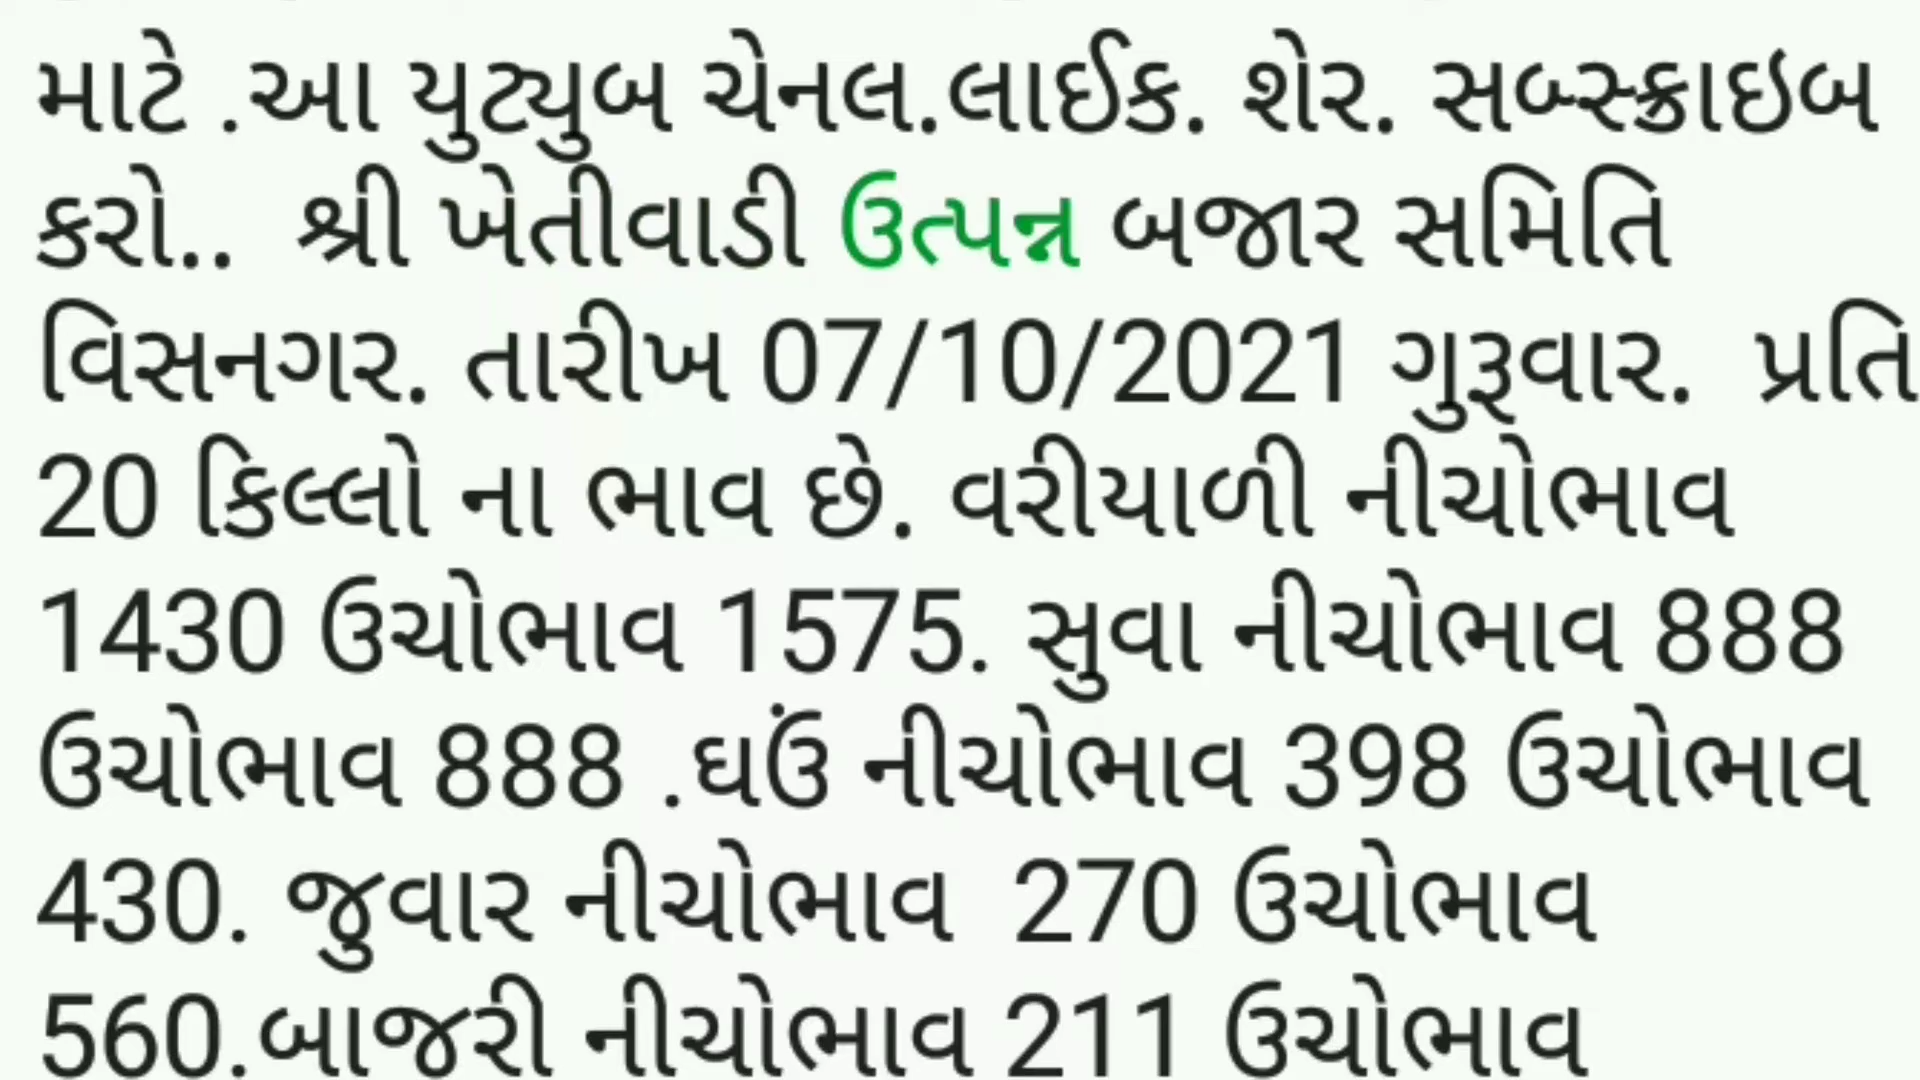 માટે .આ યુટ્યુબ ચેનલ.લાઈક. શેર. સબ્સ્ક્રાઇબ
કરો..  શ્રી ખેતીવાડી ઉત્પન્ન બજાર સમિતિ
વિસનગર. તારીખ 07/10/2021 ગુરૂવાર.  પ્રતિ
20 કિલ્લો ના ભાવ છે. વરીયાળી નીચોભાવ
1430 ઉચોભાવ 1575. સુવા નીચોભાવ 888
ઉચોભાવ 888 .ઘઉં નીચોભાવ 398 ઉચોભાવ
430. જુવાર નીચોભાવ  270 ઉચોભાવ
560.બાજરી નીચોભાવ 211 ઉચોભાવ